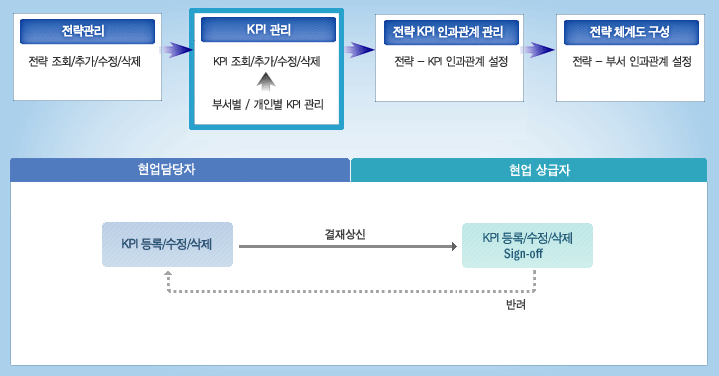 전략관리
KPI 관리
전략 KPI 인과관계 관리
전략 체계도 구성
전략 조회/추가/수정/삭제
KPI 조회/추가/수정/삭제
전략 – KPI 인과관계 설정
전략 – 부서 인과관계 설정
부서별 / 개인별 KPI 관리
현업담당자
현업 상급자
KPI 등록/수정/삭제
결재상신
KPI 등록/수정/삭제
Sign-off
반려